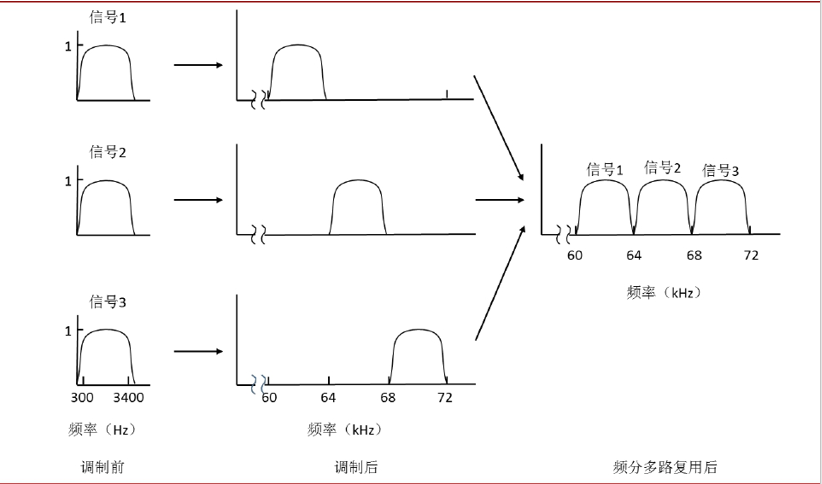 信号1
1
信号2
1
信号1 信号2 信号3
60 64 68 72
频率（kHz）
信号3
1
300 3400
60 64 68 72
频率（Hz）
频率（kHz）
调制前
调制后
频分多路复用后